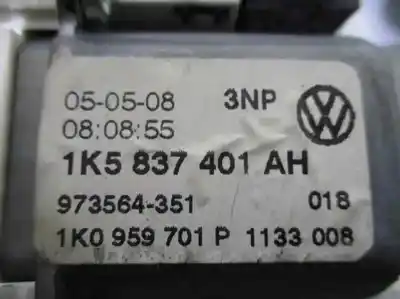 05-05-08 3NP
08:08:55
1K5 837 401 AH
973564-351 018
1K0 959 701 P 1133 008